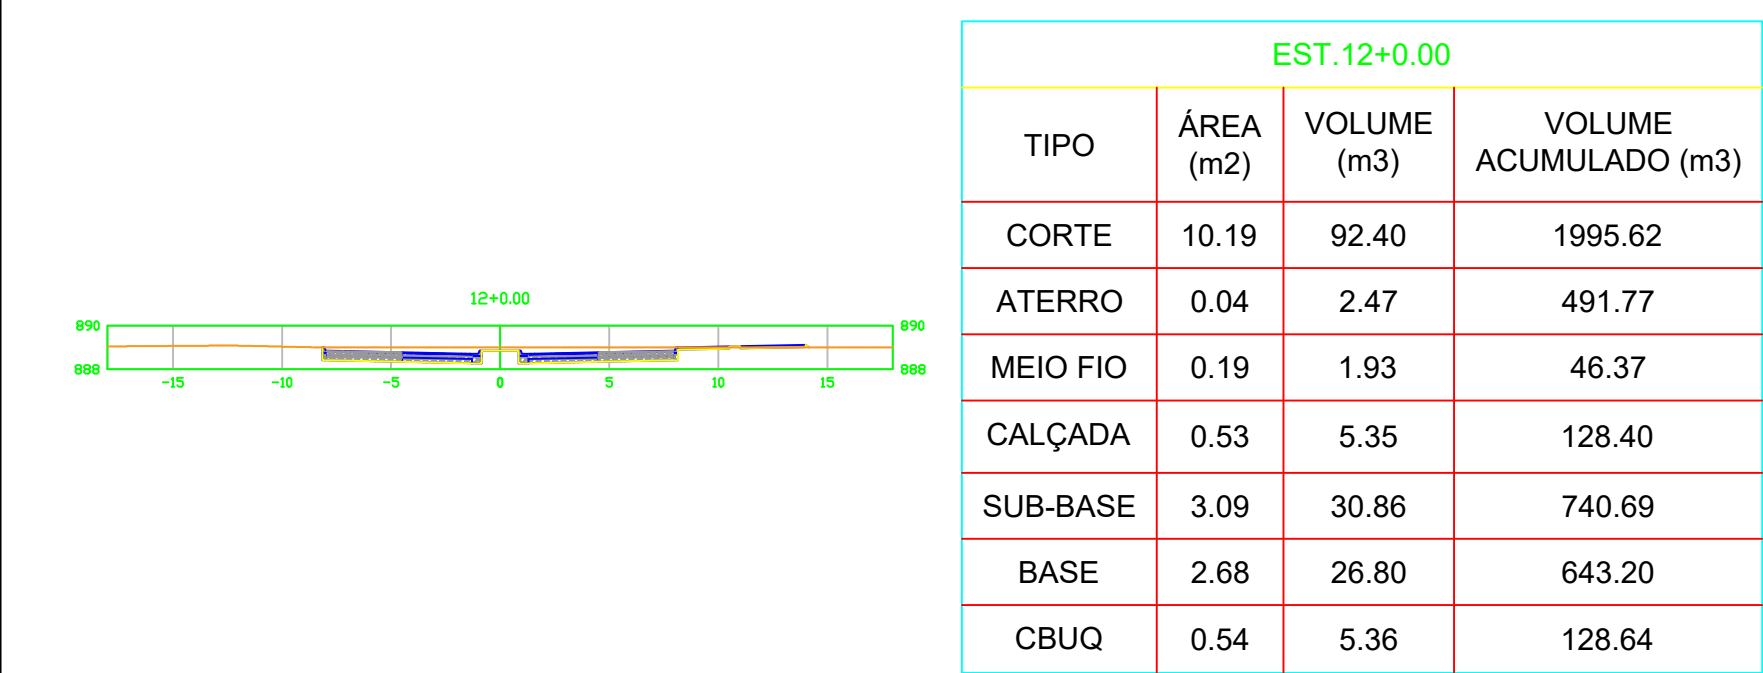 12+0.00
890 890
888 888
-15 -10 -5 0 5 10 15
EST.12+0.00
TIPO ÁREA (m2) VOLUME (m3) VOLUME ACUMULADO (m3)
CORTE 10.19 92.40 1995.62
ATERRO 0.04 2.47 491.77
MEIO FIO 0.19 1.93 46.37
CALÇADA 0.53 5.35 128.40
SUB-BASE 3.09 30.86 740.69
BASE 2.68 26.80 643.20
CBUQ 0.54 5.36 128.64